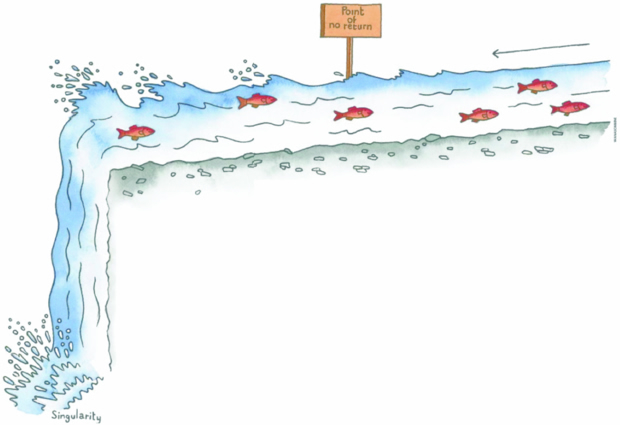 Point
of
no return
Singularity